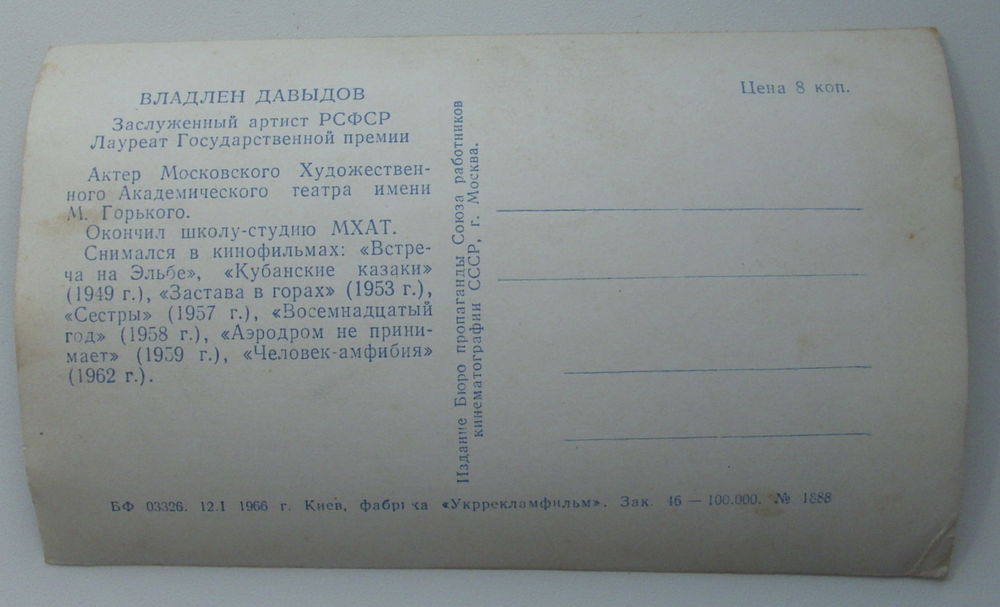 ВЛАДЛЕН ДАВЫДОВ
Заслуженный артист РСФСР
Лауреат Государственной премии
Актер Московского Художествен-
ного Академического театра имени
М. Горького.
Окончил школу-студию МХАТ.
Снимался в кинофильмах: «Встре-
ча на Эльбе», «Кубанские казаки»
(1949 г.), «Застава в горах» (1953 г.),
«Сестры» (1957 г.), «Восемнадцатый
год» (1958 г.), «Аэродром не прини-
мает» (1959 г.), «Человек-амфибия»
(1962 г.).
Издание Бюро пропаганды Союза работников
кинематографии СССР, г. Москва.
Цена 8 коп.
БФ 03326. 12.I 1966 г. Киев, фабрика «Укррекламфильм». Зак. 46 — 100.000. № 1888